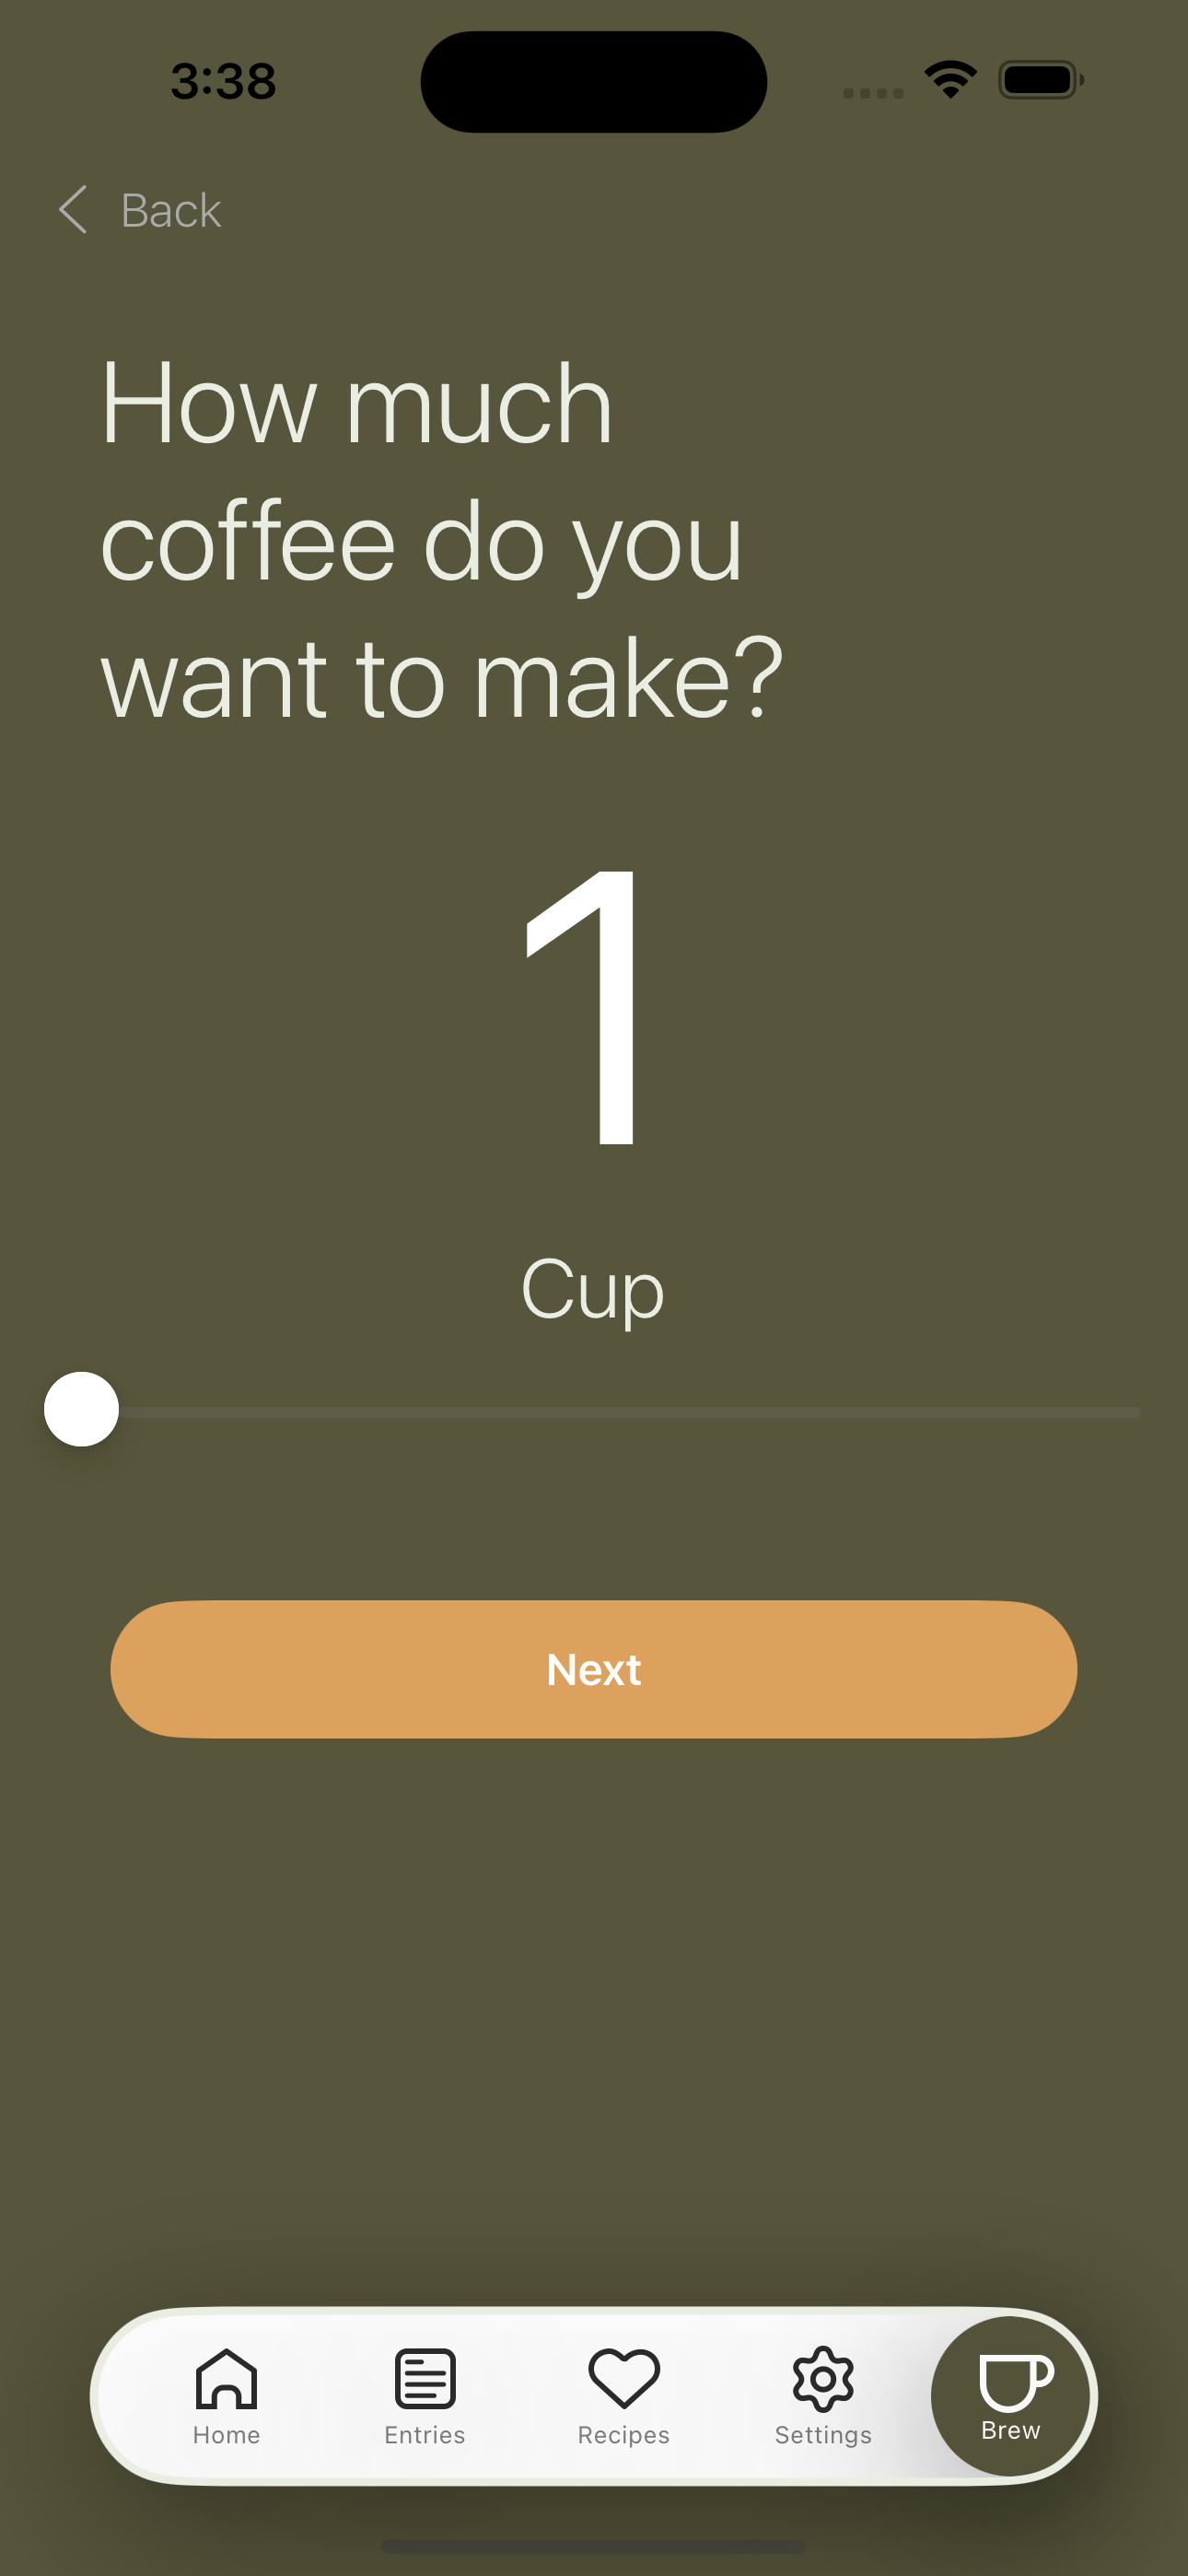 3:38
Back
How much
coffee do you
want to make?
1
Cup
Next
Home
Entries
Recipes
Settings
Brew